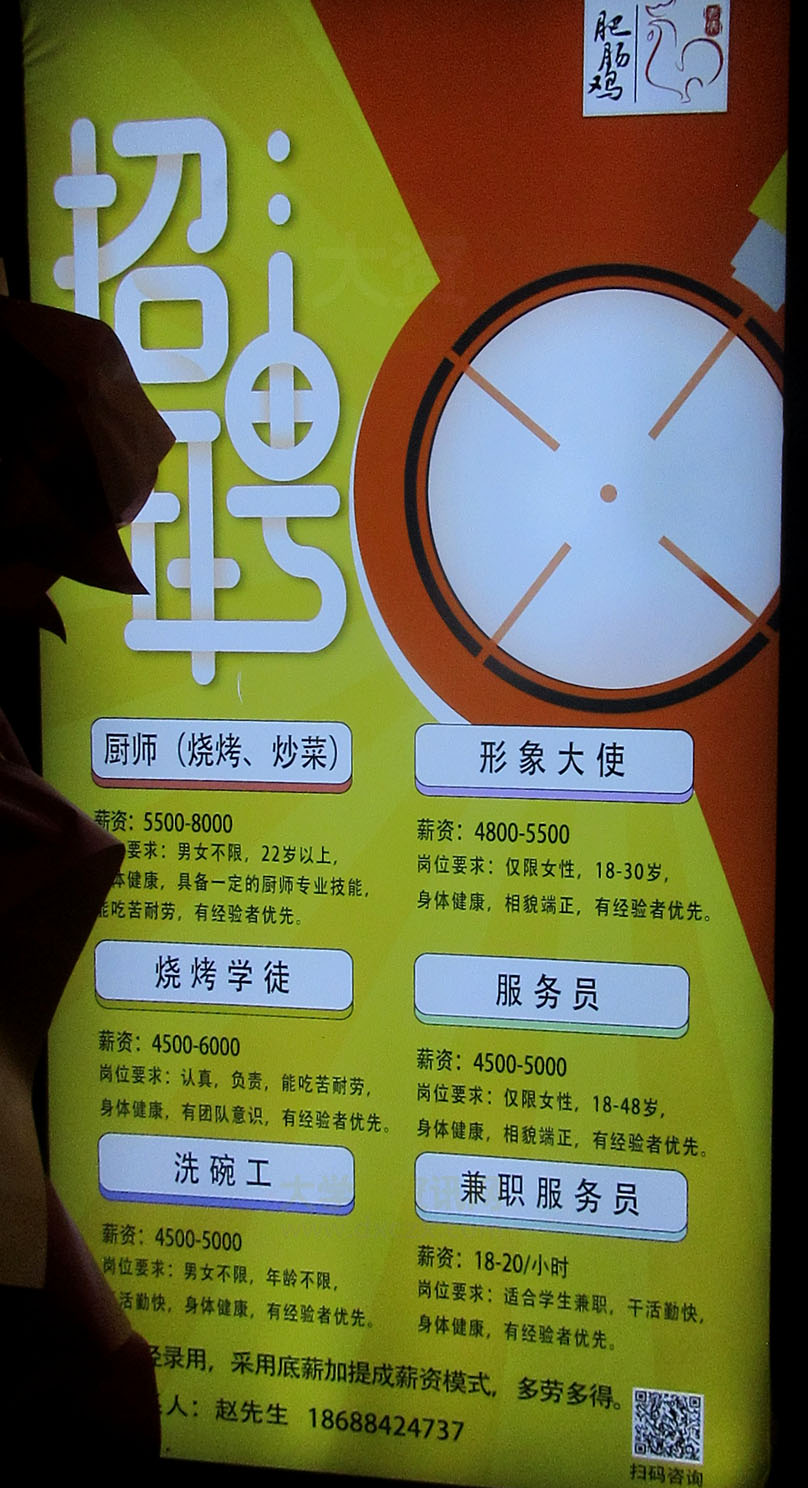 肥肠鸡
招聘
厨师（烧烤、炒菜）
薪资：5500-8000
要求：男女不限，22岁以上，
体健康，具备一定的厨师专业技能，
能吃苦耐劳，有经验者优先。
形象大使
薪资：4800-5500
岗位要求：仅限女性，18-30岁，
身体健康，相貌端正，有经验者优先。
烧烤学徒
薪资：4500-6000
岗位要求：认真，负责，能吃苦耐劳，
身体健康，有团队意识，有经验者优先。
服务员
薪资：4500-5000
岗位要求：仅限女性，18-48岁，
身体健康，相貌端正，有经验者优先。
洗碗工
薪资：4500-5000
岗位要求：男女不限，年龄不限，
活勤快，身体健康，有经验者优先。
兼职服务员
薪资：18-20/小时
岗位要求：适合学生兼职，干活勤快，
身体健康，有经验者优先。
经录用，采用底薪加提成薪资模式，多劳多得。
人：赵先生 18688424737
扫码咨询